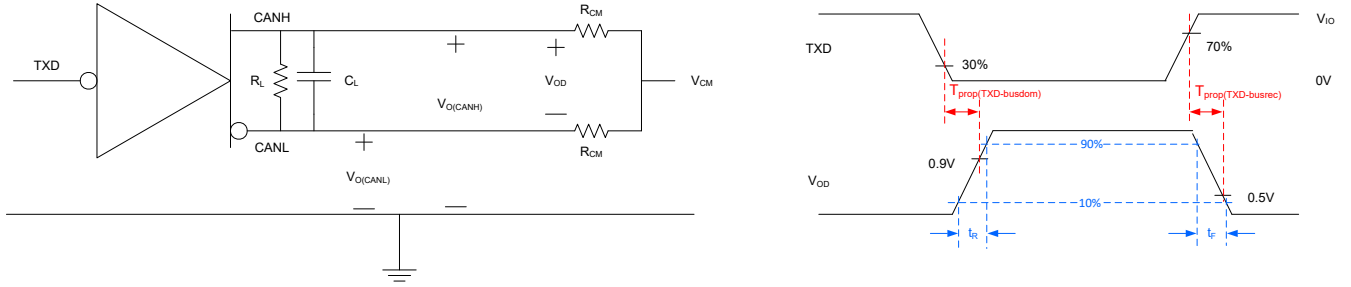 CANH
R_CM
TXD
R_L
C_L
V_OD
V_CM
V_O(CANH)
CANL
R_CM
V_O(CANL)
TXD
30%
70%
V_IO
0V
T_prop(TXD-busdom)
T_prop(TXD-busrec)
0.9V
90%
V_OD
10%
0.5V
t_R
t_F